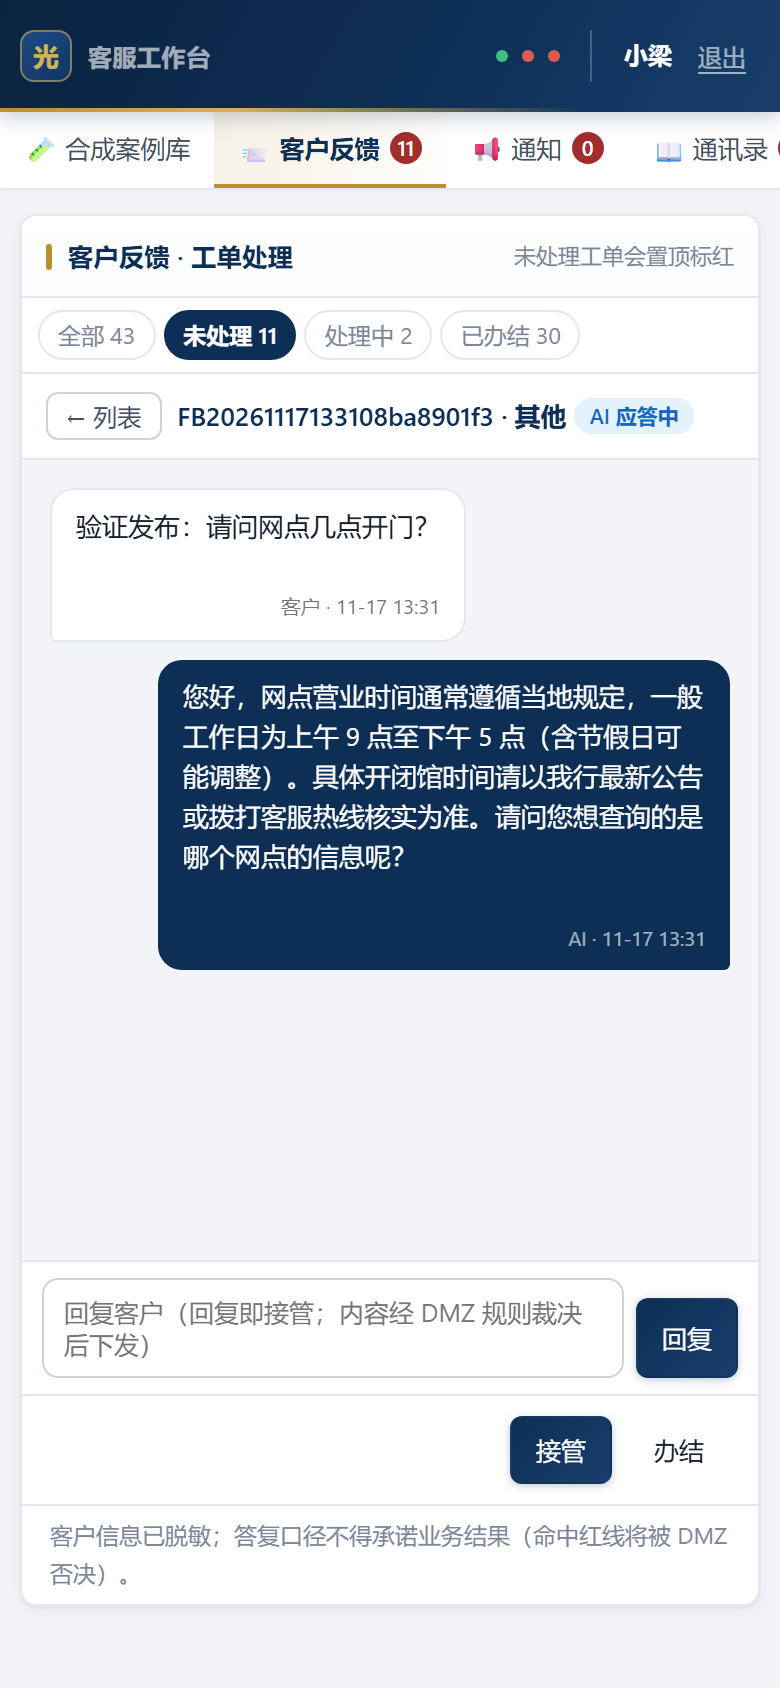 光 客服工作台 小梁 退出
合成案例库 客户反馈 11 通知 0 通讯录
客户反馈 · 工单处理 未处理工单会置顶标红
全部 43 未处理 11 处理中 2 已办结 30
← 列表 FB20261117133108ba8901f3 · 其他 AI 应答中
验证发布：请问网点几点开门？
客户 · 11-17 13:31
您好，网点营业时间通常遵循当地规定，一般
工作日为上午 9 点至下午 5 点（含节假日可
能调整）。具体开闭馆时间请以我行最新公告
或拨打客服热线核实为准。请问您想查询的是
哪个网点的信息呢？
AI · 11-17 13:31
回复客户（回复即接管；内容经 DMZ 规则裁决
后下发）
回复
接管 办结
客户信息已脱敏；答复口径不得承诺业务结果（命中红线将被 DMZ
否决）。